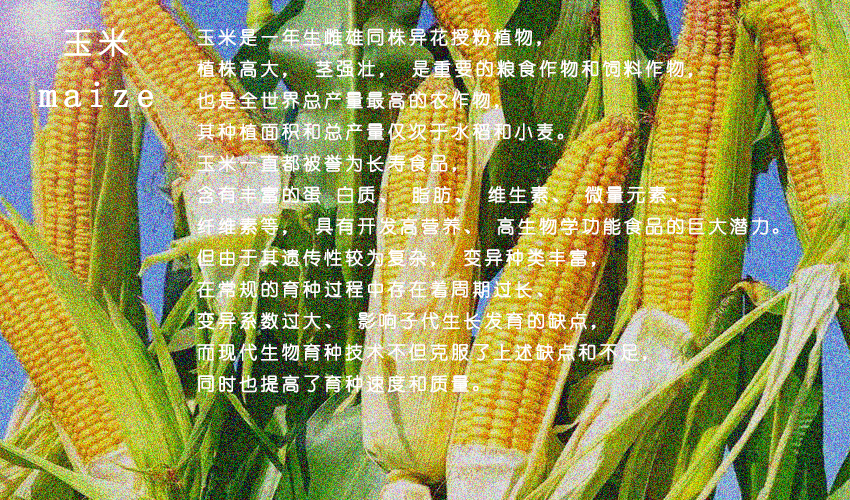 玉米
maize
玉米是一年生雌雄同株异花授粉植物，
植株高大， 茎强壮， 是重要的粮食作物和饲料作物，
也是全世界总产量最高的农作物，
其种植面积和总产量仅次于水稻和小麦。
玉米一直都被誉为长寿食品，
含有丰富的蛋 白质、 脂肪、 维生素、 微量元素、
纤维素等， 具有开发高营养、 高生物学功能食品的巨大潜力。
但由于其遗传性较为复杂， 变异种类丰富，
在常规的育种过程中存在着周期过长、
变异系数过大、 影响子代生长发育的缺点，
而现代生物育种技术不但克服了上述缺点和不足，
同时也提高了育种速度和质量。